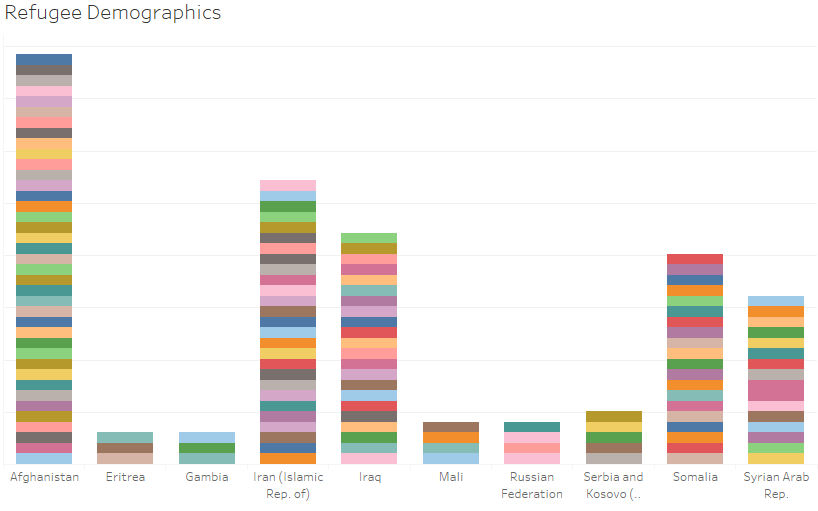 Refugee Demographics
Afghanistan
Eritrea
Gambia
Iran (Islamic
Rep. of)
Iraq
Mali
Russian
Federation
Serbia and
Kosovo (..
Somalia
Syrian Arab
Rep.